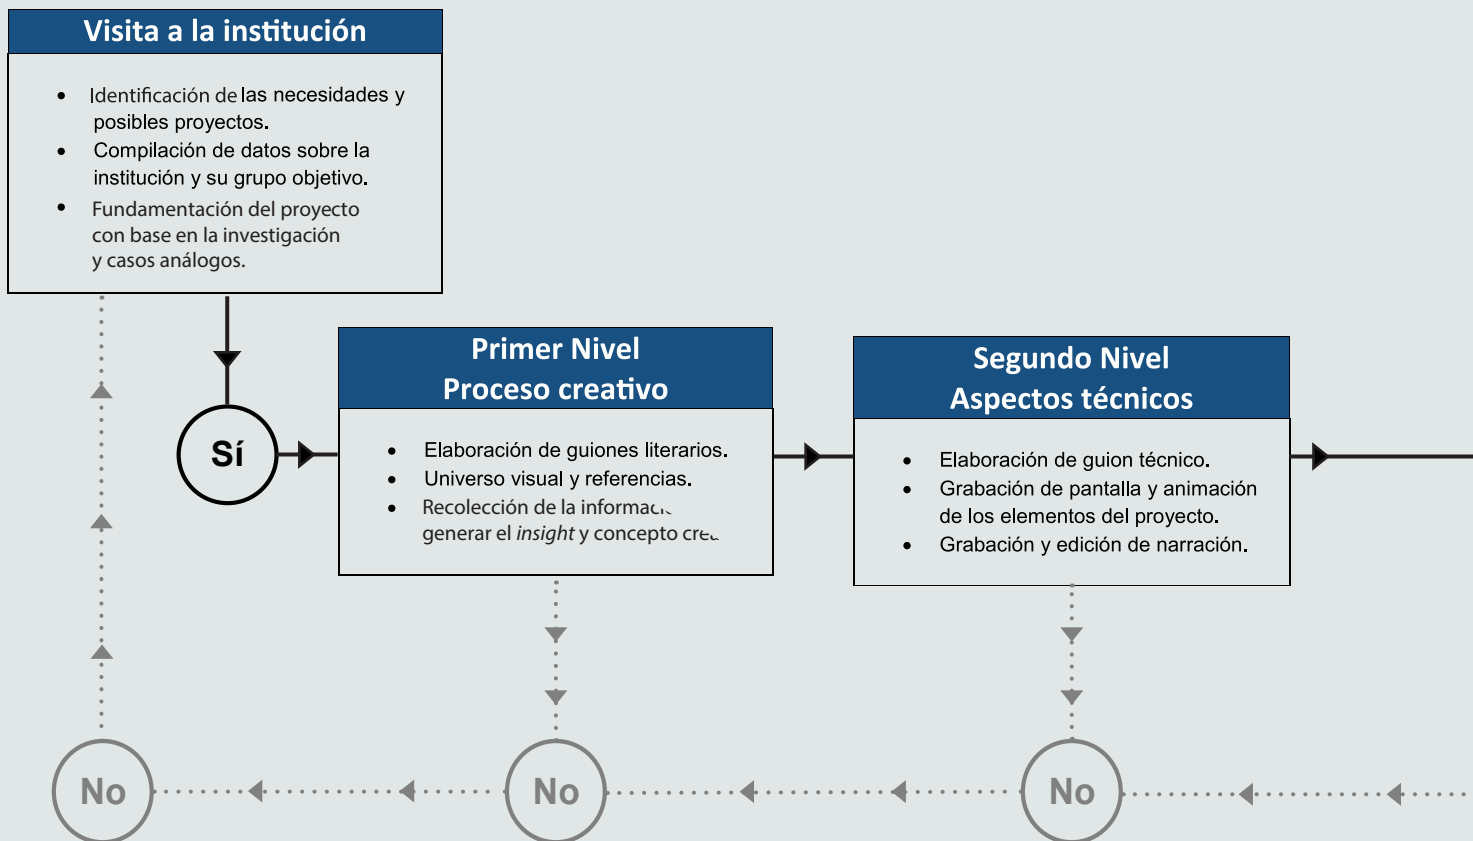 Visita a la institución
• Identificación de las necesidades y
posibles proyectos.
• Compilación de datos sobre la
institución y su grupo objetivo.
• Fundamentación del proyecto
con base en la investigación
y casos análogos.
Primer Nivel
Proceso creativo
• Elaboración de guiones literarios.
• Universo visual y referencias.
• Recolección de la
generar el insight y concepto
Segundo Nivel
Aspectos técnicos
• Elaboración de guion técnico.
• Grabación de pantalla y animación
de los elementos del proyecto.
• Grabación y edición de narración.
Sí
No
No
No